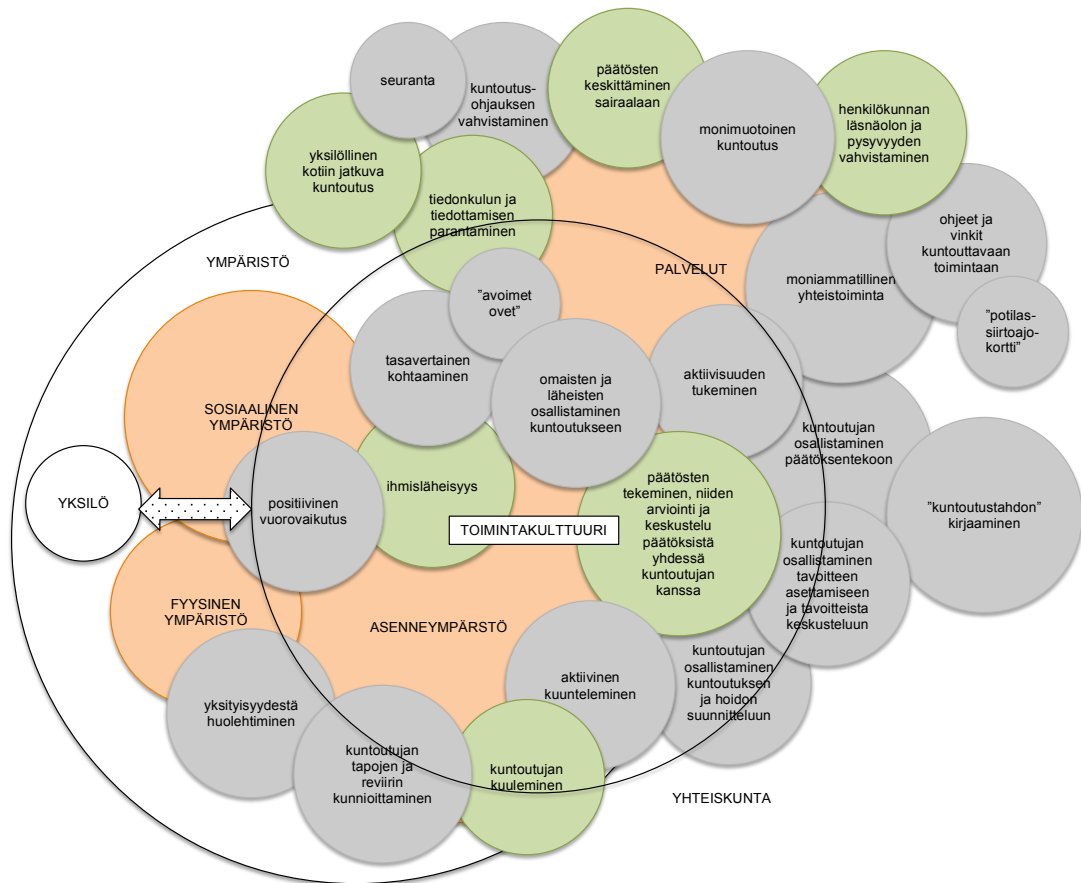 seuranta
kuntoutus-
ohjauksen
vahvistaminen
päätösten
keskittäminen
sairaalaan
monimuotoinen
kuntoutus
henkilökunnan
läsnäolon ja
pysyvyyden
vahvistaminen
yksilöllinen
kotiin jatkuva
kuntoutus
tiedonkulun ja
tiedottamisen
parantaminen
ohjeet ja
vinkit
kuntouttavaan
toimintaan
YMPÄRISTÖ
PALVELUT
moniammatillinen
yhteistoiminta
"avoimet
ovet"
"potilas-
siirtoajo-
kortti"
tasavertainen
kohtaaminen
omaisten ja
läheisten
osallistaminen
kuntoutukseen
aktiivisuuden
tukeminen
SOSIAALINEN
YMPÄRISTÖ
kuntoutujan
osallistaminen
päätöksentekoon
YKSILÖ
positiivinen
vuorovaikutus
ihmisläheisyys
TOIMINTAKULTTUURI
päätösten
tekeminen, niiden
arviointi ja
keskustelu
päätöksistä
yhdessä
kuntoutujan
kanssa
"kuntoutustahdon"
kirjaaminen
kuntoutujan
osallistaminen
tavoitteen
asettamiseen
ja tavoitteista
keskusteluun
FYYSINEN
YMPÄRISTÖ
ASENNEYMPÄRSTÖ
kuntoutujan
osallistaminen
kuntoutuksen
ja hoidon
suunnitteluun
aktiivinen
kuunteleminen
yksityisyydestä
huolehtiminen
kuntoutujan
tapojen ja
reviirin
kunnioittaminen
kuntoutujan
kuuleminen
YHTEISKUNTA